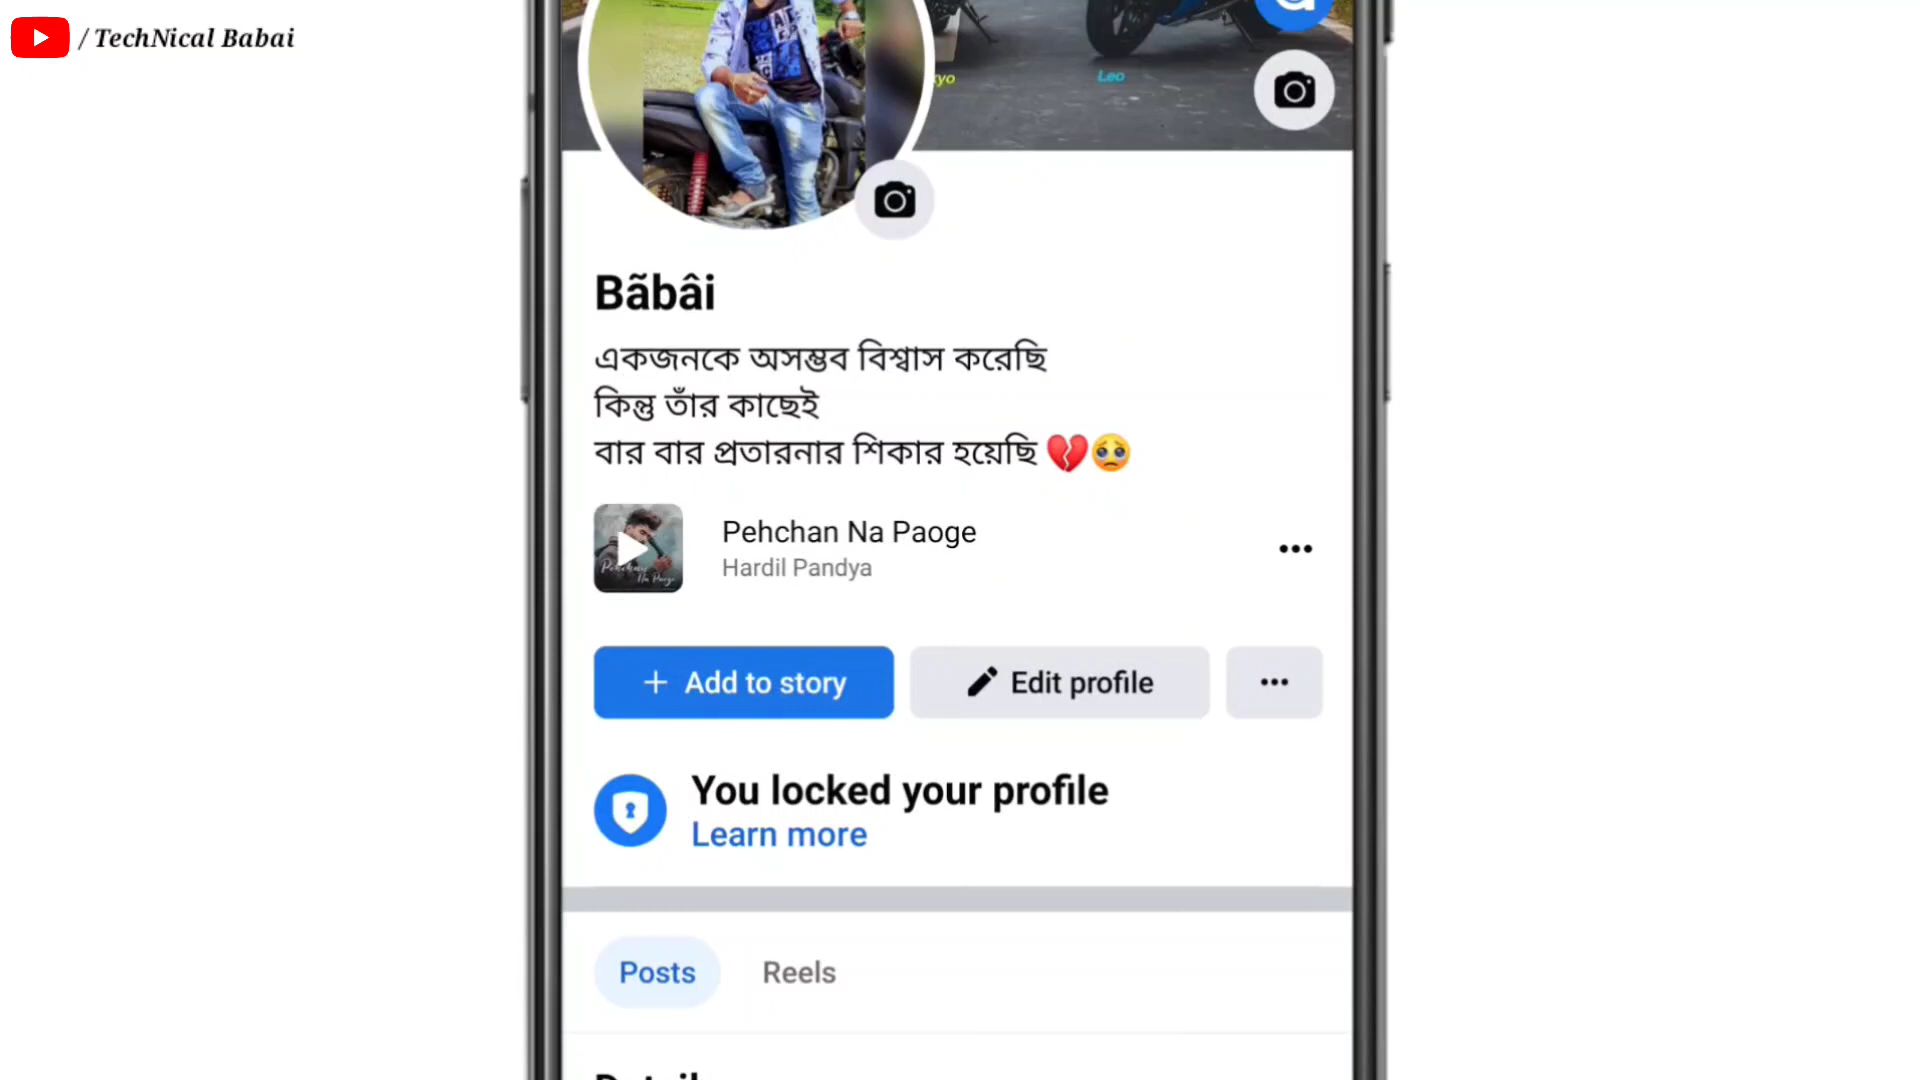 / TechNical Babai
Leo
Bãbâi
একজনকে অসম্ভব বিশ্বাস করেছি
কিন্তু তাঁর কাছেই
বার বার প্রতারনার শিকার হয়েছি 💔🥺
Pehchan Na Paoge
Hardil Pandya
+ Add to story
Edit profile
You locked your profile
Learn more
Posts
Reels